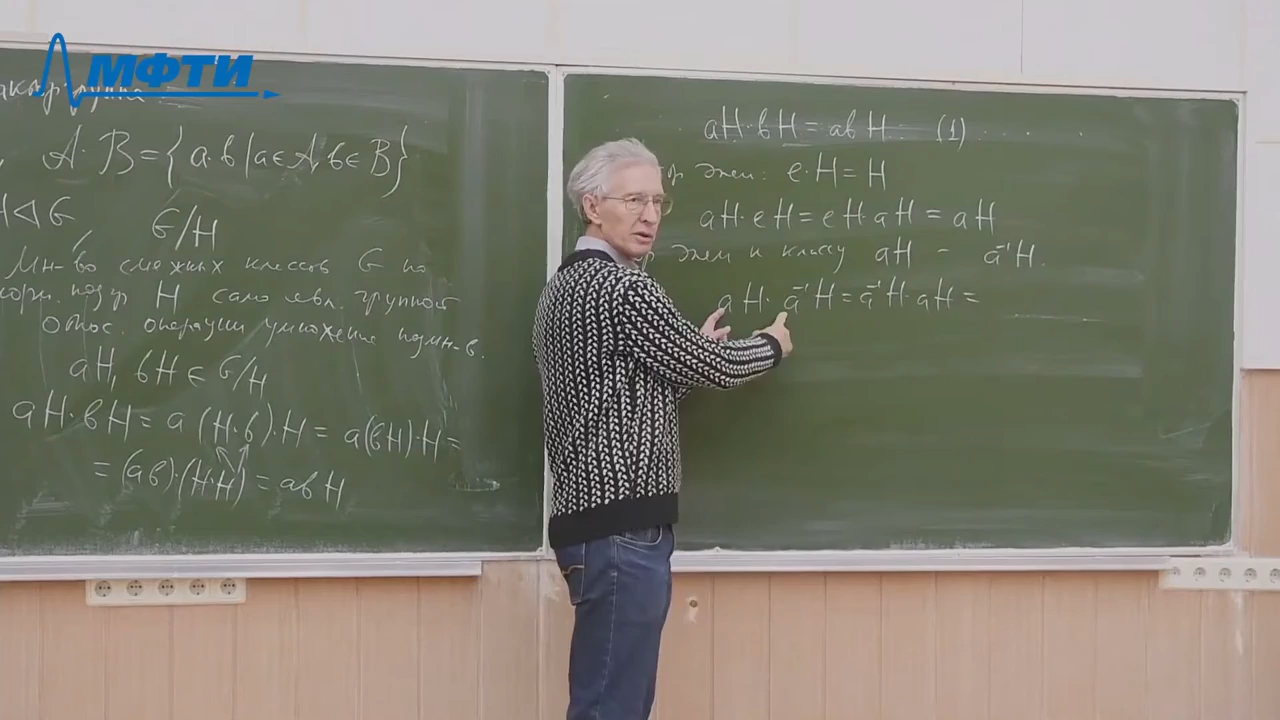 МФТИ
A·B={a·b|a∈A, b∈B}
H◁G G/H
Мн-во смежных классов G по
норм. подгр H само явл. группой
относ. операции умножение подмн-в.
aH, bH ∈ G/H
aH·bH = a(H·b)·H = a(bH)·H =
= (ab)·(H·H) = abH
aH·bH = abH (1)
эл​ем: e·H = H
aH·eH = eH·aH = aH
элем к классу aH - a⁻¹H.
aH·a⁻¹H = a⁻¹H·aH =